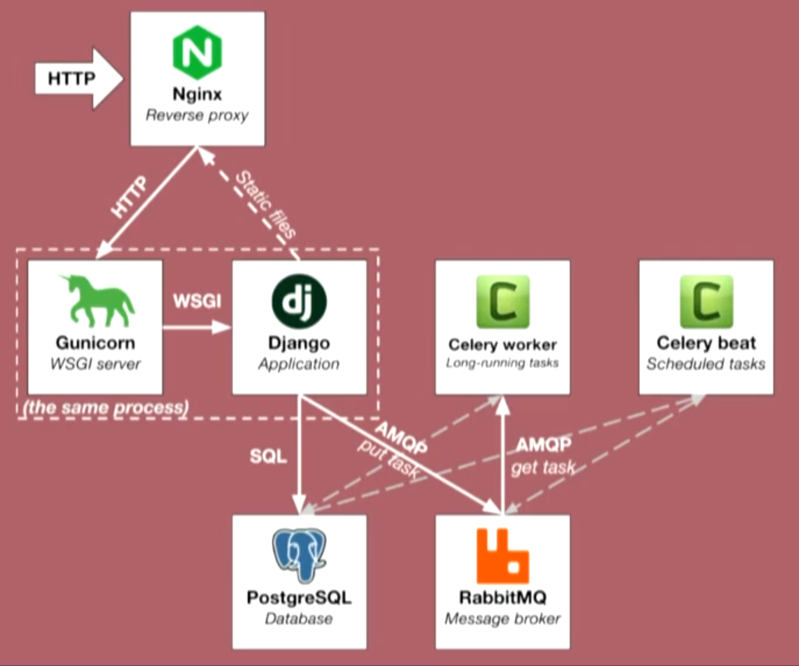 HTTP
N
Nginx
Reverse proxy
HTTP
Static files
Gunicorn
WSGI server
WSGI
dj
Django
Application
(the same process)
C
Celery worker
Long-running tasks
C
Celery beat
Scheduled tasks
SQL
AMQP
put task
AMQP
get task
PostgreSQL
Database
RabbitMQ
Message broker